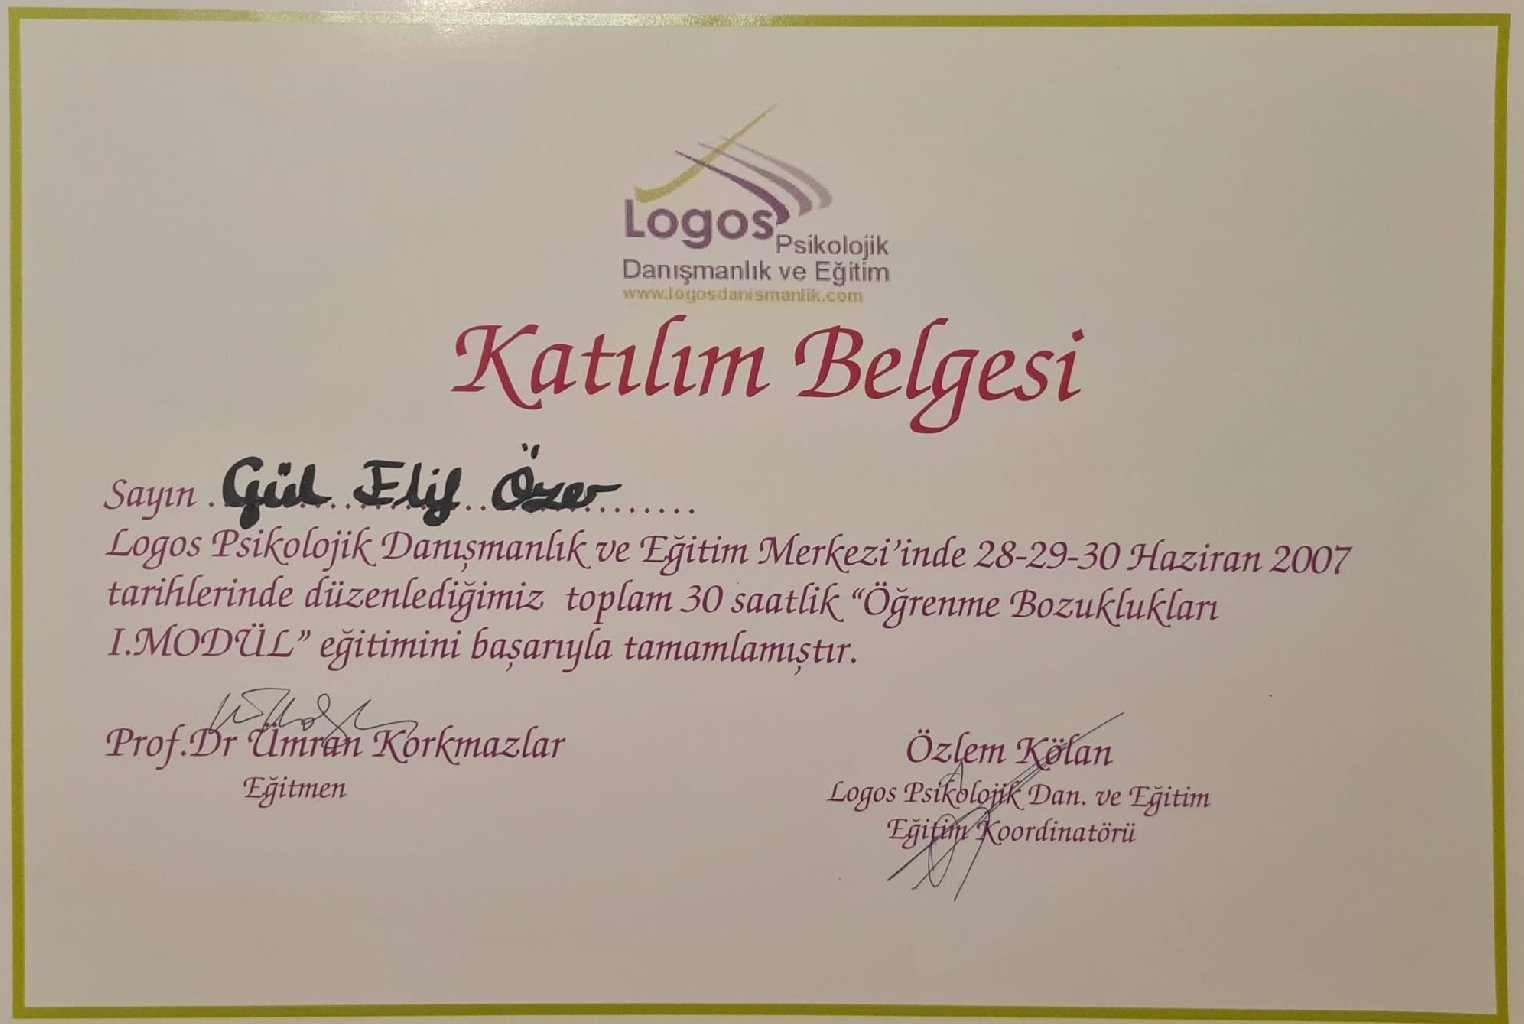 Logos
Psikolojik
Danışmanlık ve Eğitim
www.logosdanismanlik.com
Katılım Belgesi
Sayın . Gül Elif Özer ........
Logos Psikolojik Danışmanlık ve Eğitim Merkezi'inde 28-29-30 Haziran 2007
tarihlerinde düzenlediğimiz toplam 30 saatlik “Öğrenme Bozuklukları
I.MODÜL” eğitimini başarıyla tamamlamıştır.
Prof.Dr Ümran Korkmazlar
Eğitmen
Özlem Kölan
Logos Psikolojik Dan. ve Eğitim
Eğitim Koordinatörü